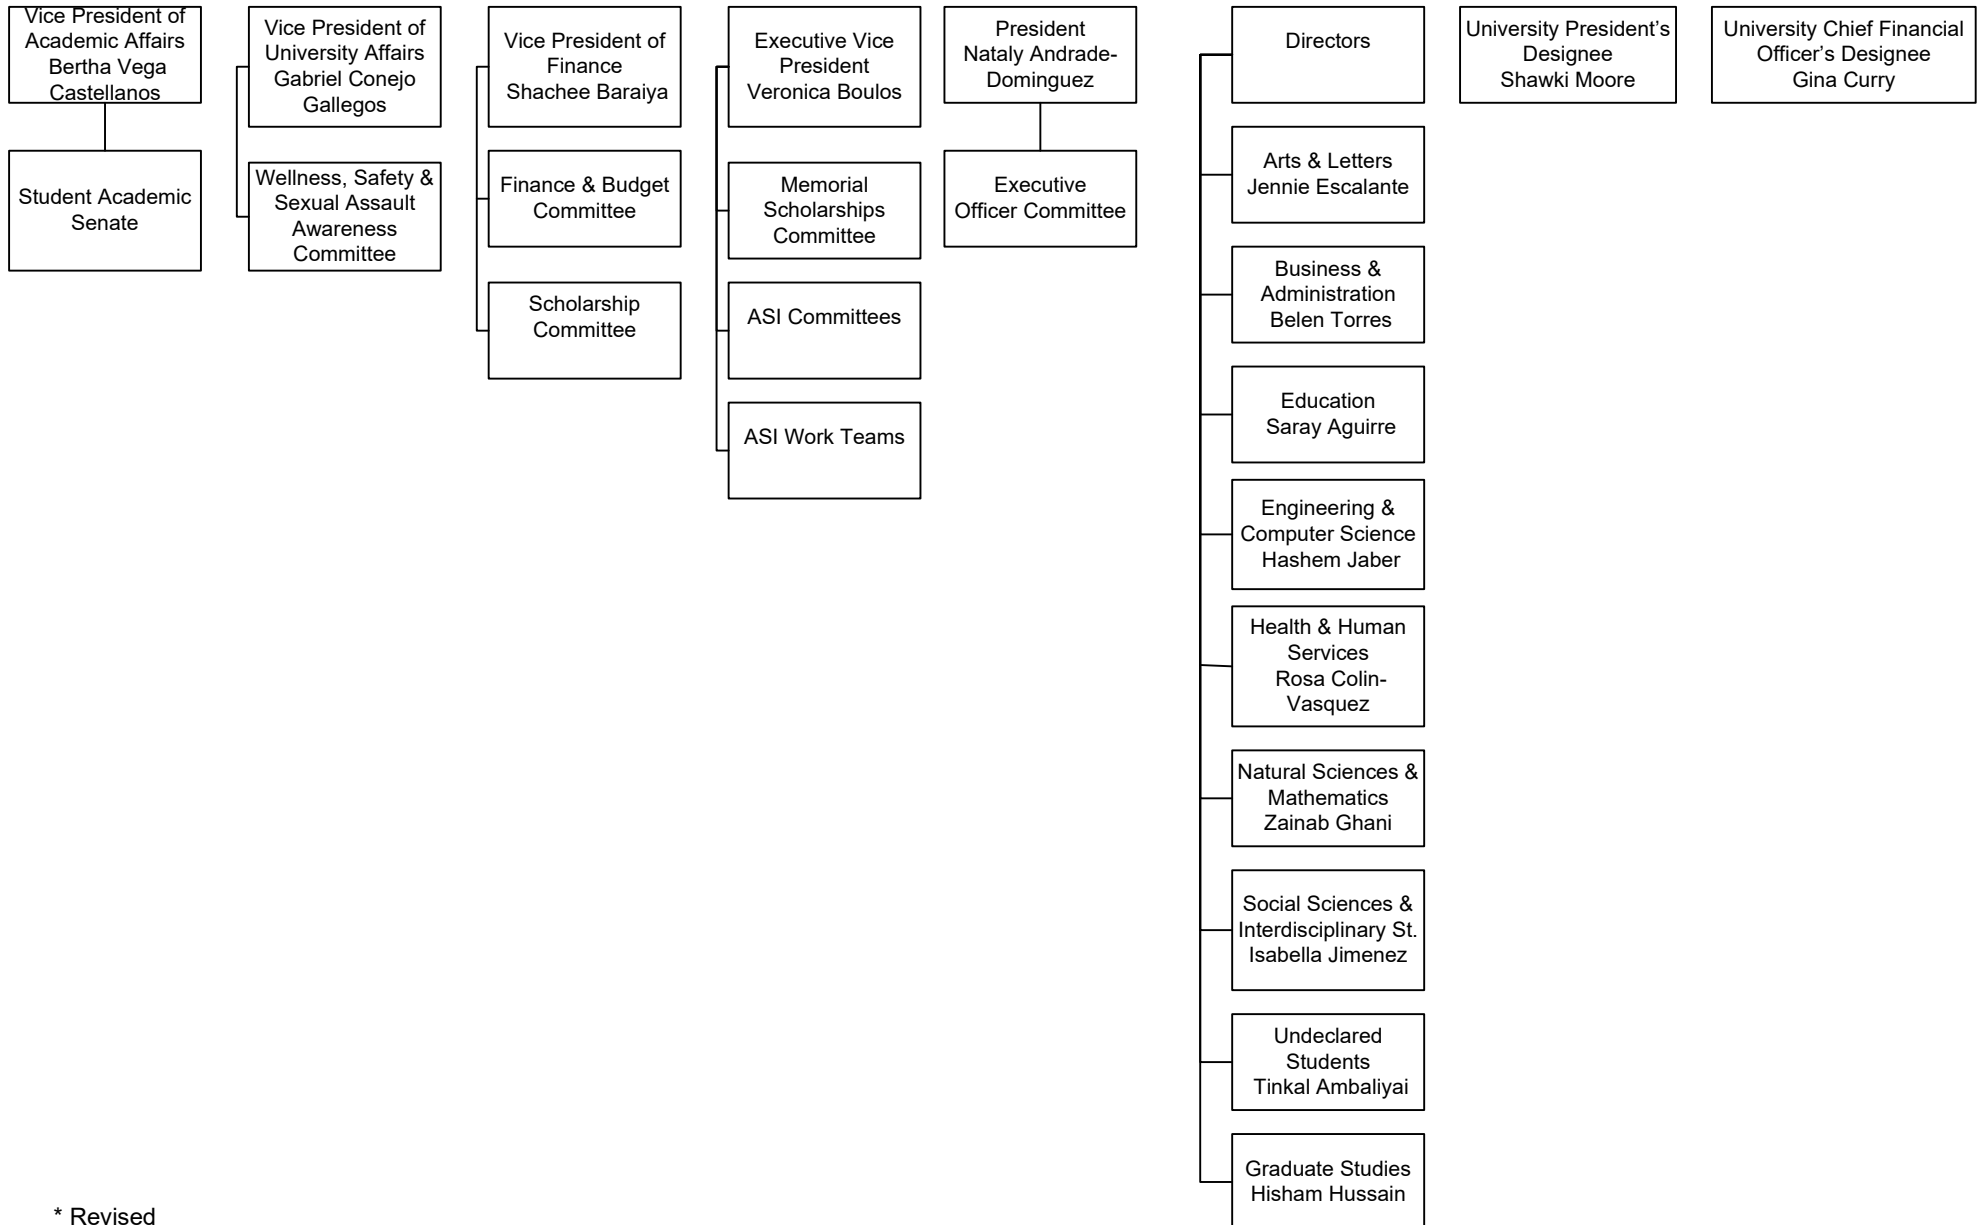 Vice President of
Academic Affairs
Bertha Vega
Castellanos
Student Academic
Senate
Vice President of
University Affairs
Gabriel Conejo
Gallegos
Wellness, Safety &
Sexual Assault
Awareness
Committee
Vice President of
Finance
Shachee Baraiya
Finance & Budget
Committee
Scholarship
Committee
Executive Vice
President
Veronica Boulos
Memorial
Scholarships
Committee
ASI Committees
ASI Work Teams
President
Nataly Andrade-
Dominguez
Executive
Officer Committee
Directors
Arts & Letters
Jennie Escalante
Business &
Administration
Belen Torres
Education
Saray Aguirre
Engineering &
Computer Science
Hashem Jaber
Health & Human
Services
Rosa Colin-
Vasquez
Natural Sciences &
Mathematics
Zainab Ghani
Social Sciences &
Interdisciplinary St.
Isabella Jimenez
Undeclared
Students
Tinkal Ambaliyai
Graduate Studies
Hisham Hussain
University President’s
Designee
Shawki Moore
University Chief Financial
Officer’s Designee
Gina Curry
* Revised